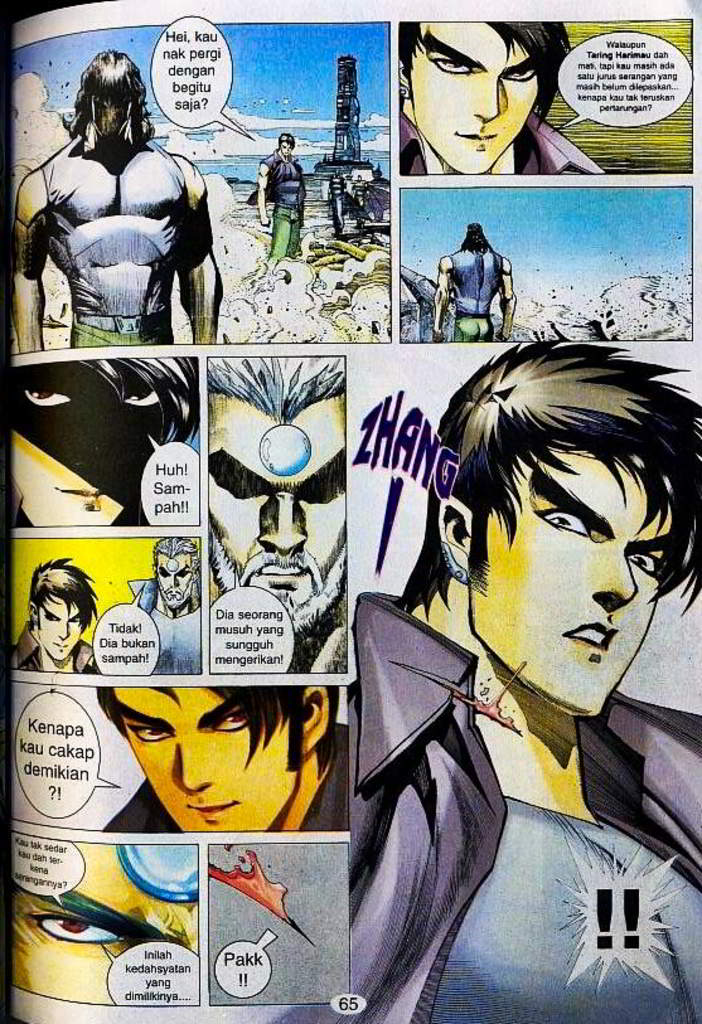 Hei, kau
nak pergi
dengan
begitu
saja?
Walaupun
Taring Harimau dah
mati, tapi kau masih ada
satu jurus serangan yang
masih belum dilepaskan...
kenapa kau tak teruskan
pertarungan?
Huh!
Sam-
pah!!
Tidak!
Dia bukan
sampah!
Dia seorang
musuh yang
sungguh
mengerikan!
ZHANG
!
Kenapa
kau cakap
demikian
?!
Kau tak sedar
kau dah ter-
kena
serangannya?
Inilah
kedahsyatan
yang
dimilikinya....
Pakk
!!
!!
65